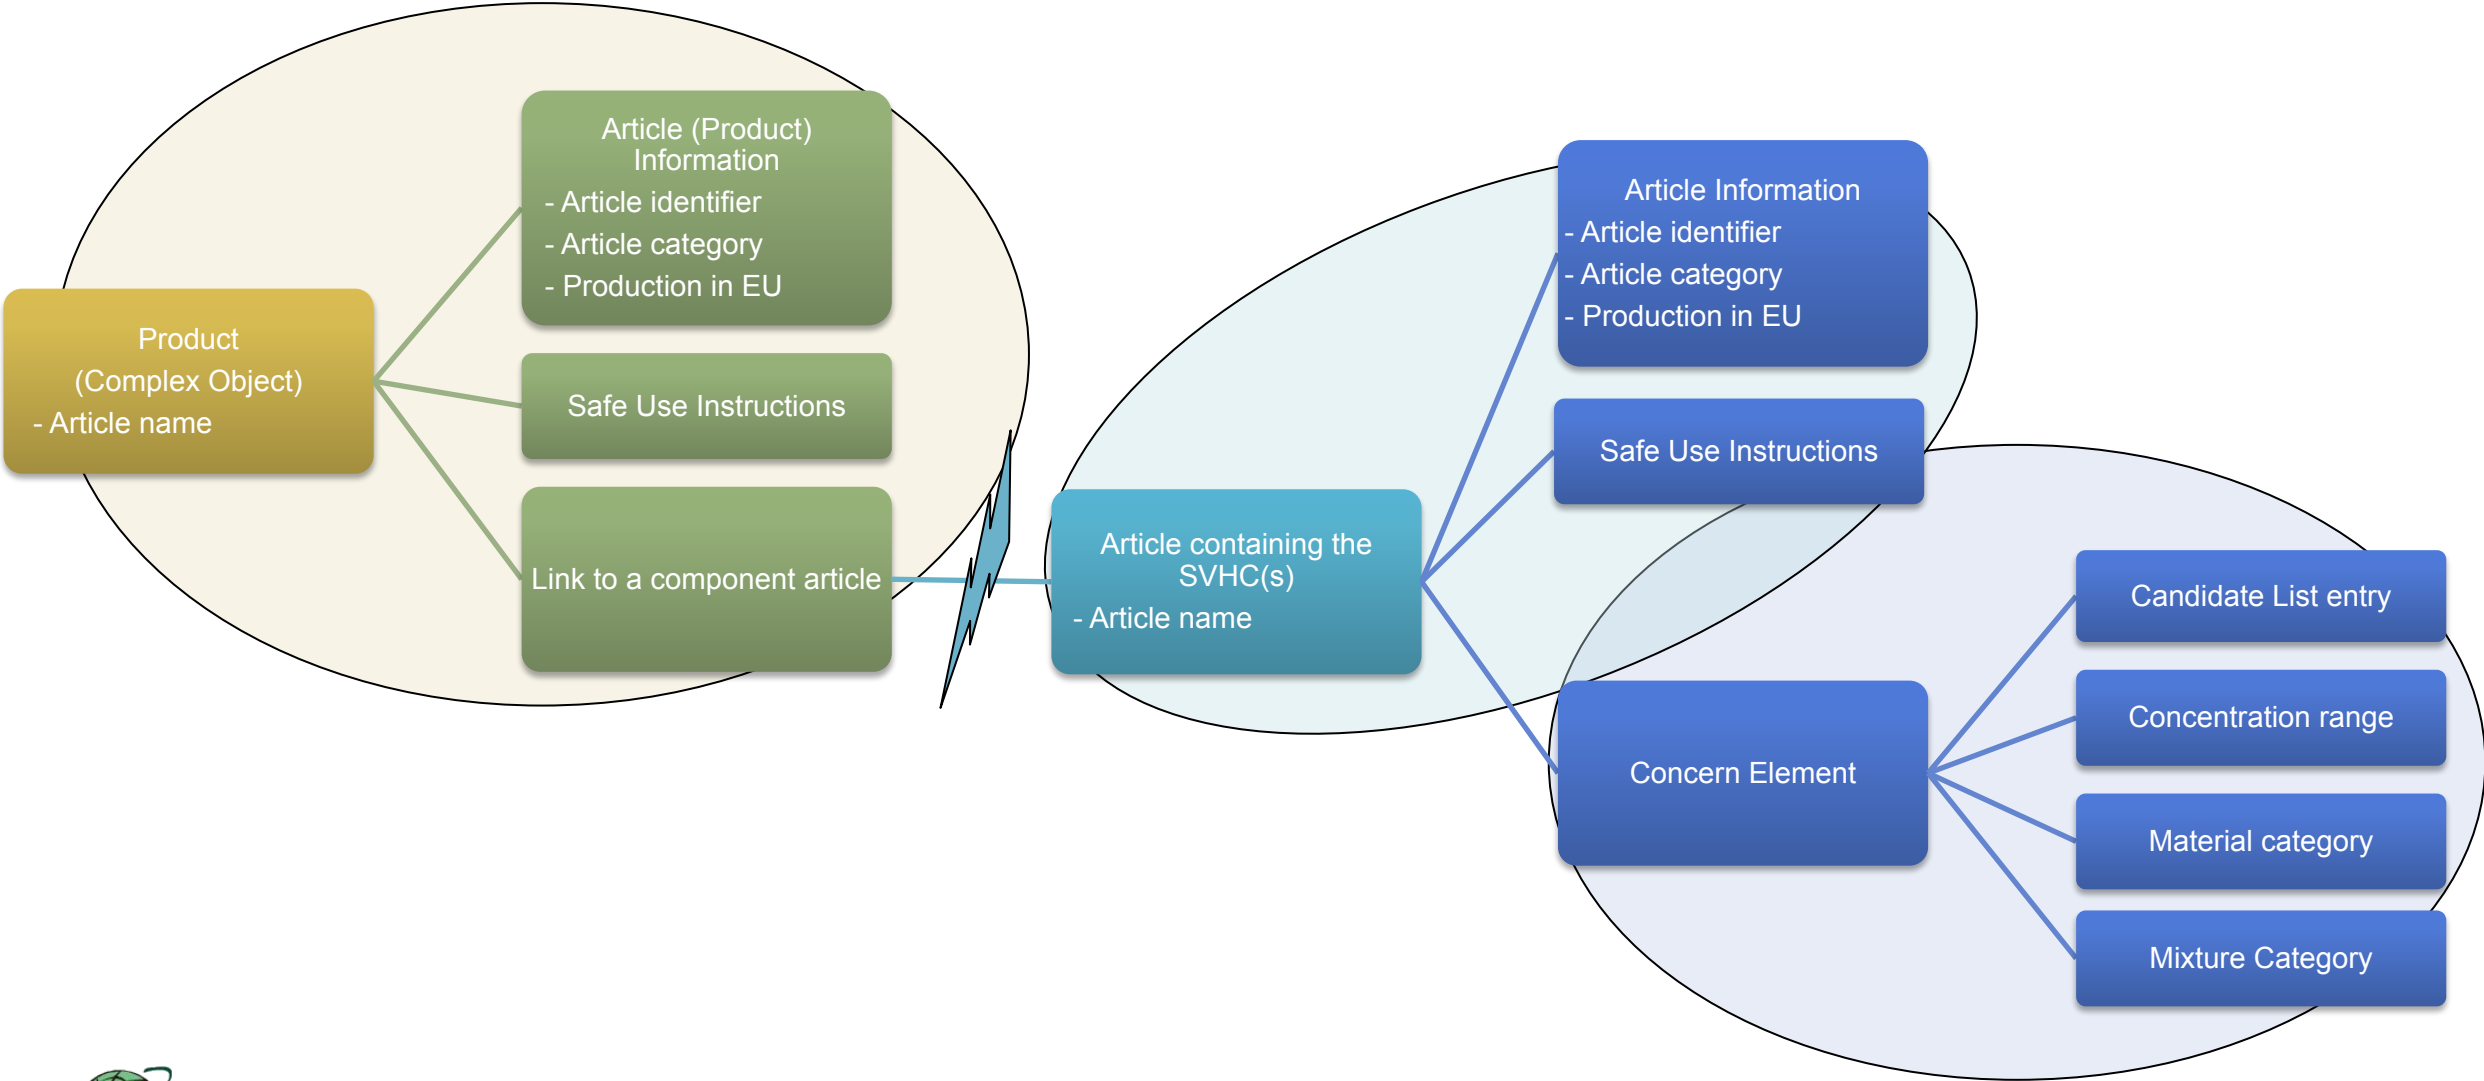 Product
(Complex Object)
- Article name
Article (Product)
Information
- Article identifier
- Article category
- Production in EU
Safe Use Instructions
Link to a component article
Article containing the
SVHC(s)
- Article name
Article Information
- Article identifier
- Article category
- Production in EU
Safe Use Instructions
Concern Element
Candidate List entry
Concentration range
Material category
Mixture Category